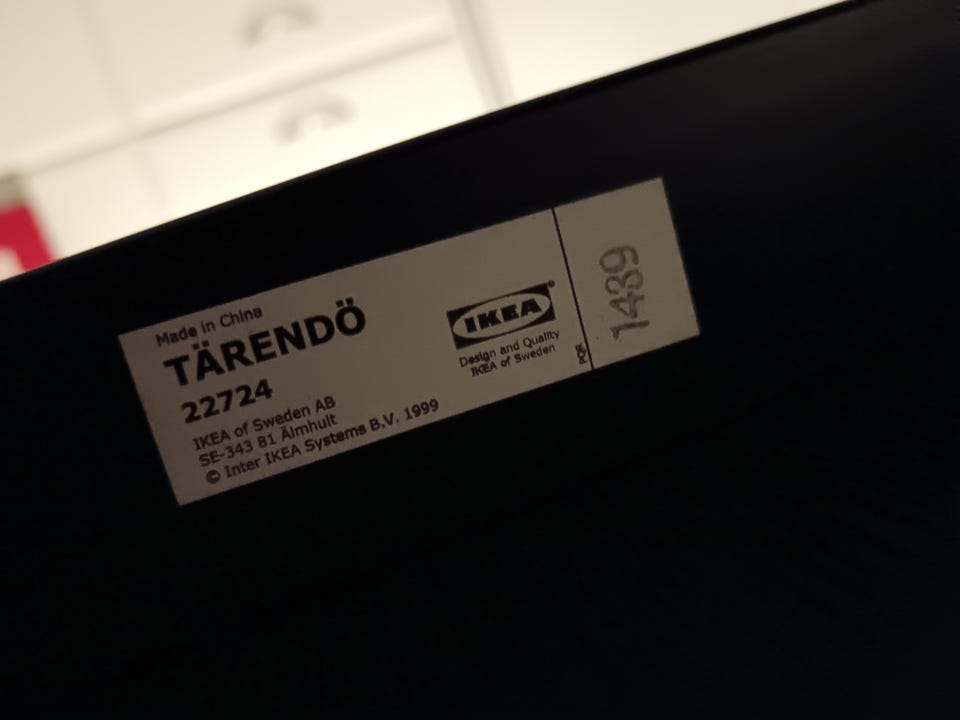 Made in China
TÄRENDÖ
22724
IKEA of Sweden AB
SE-343 81 Älmhult
© Inter IKEA Systems B.V. 1999
IKEA®
Design and Quality
IKEA of Sweden
PQR
1439